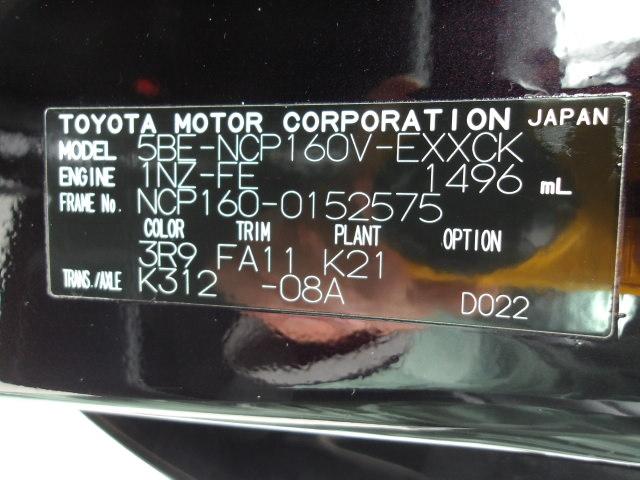 TOYOTA MOTOR CORPORATION JAPAN
MODEL 5BE-NCP160V-EXXCK
ENGINE 1NZ-FE 1496 mL
FRAME No. NCP160-0152575
COLOR TRIM PLANT OPTION
3R9 FA11 K21
TRANS./AXLE K312 -08A D022